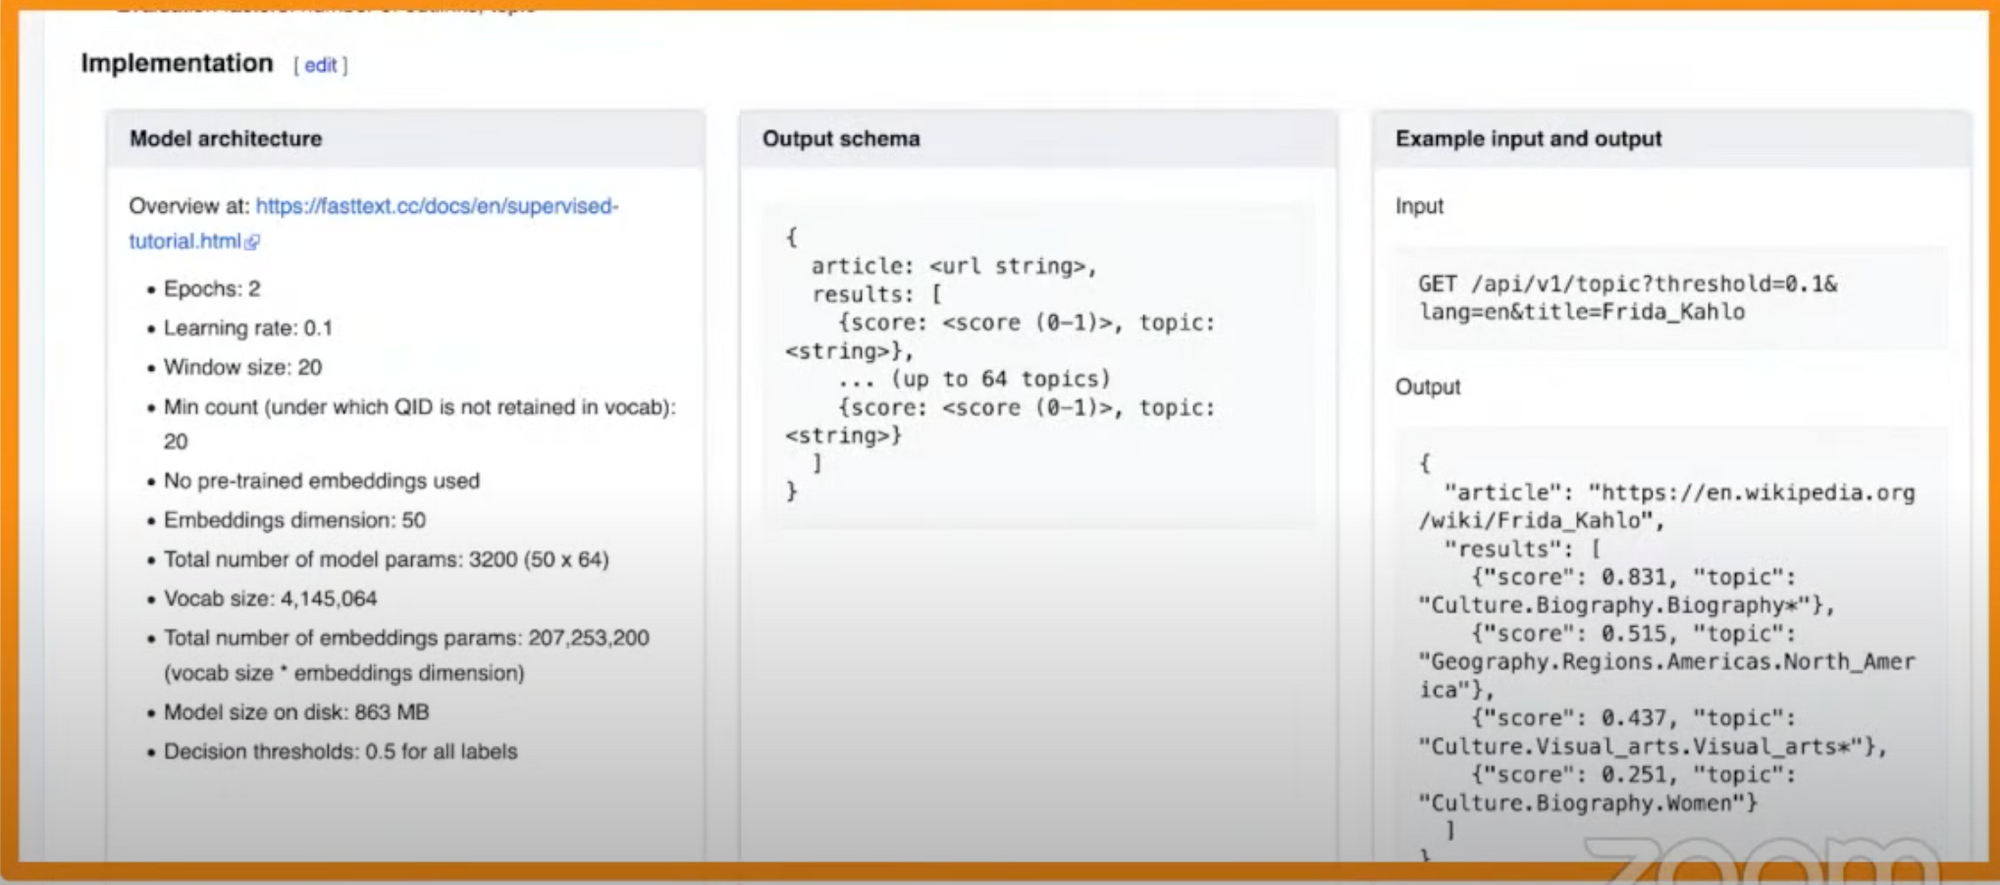 Implementation [ edit ]
Model architecture
Overview at: https://fasttext.cc/docs/en/supervised-
tutorial.html
• Epochs: 2
• Learning rate: 0.1
• Window size: 20
• Min count (under which QID is not retained in vocab):
20
• No pre-trained embeddings used
• Embeddings dimension: 50
• Total number of model params: 3200 (50 x 64)
• Vocab size: 4,145,064
• Total number of embeddings params: 207,253,200
(vocab size * embeddings dimension)
• Model size on disk: 863 MB
• Decision thresholds: 0.5 for all labels
Output schema
{
article: <url string>,
results: [
{score: <score (0-1)>, topic:
<string>},
... (up to 64 topics)
{score: <score (0-1)>, topic:
<string>}
]
}
Example input and output
Input
GET /api/v1/topic?threshold=0.1&
lang=en&title=Frida_Kahlo
Output
{
"article": "https://en.wikipedia.org
/wiki/Frida_Kahlo",
"results": [
{"score": 0.831, "topic":
"Culture.Biography.Biography*"},
{"score": 0.515, "topic":
"Geography.Regions.Americas.North_Amer
ica"},
{"score": 0.437, "topic":
"Culture.Visual_arts.Visual_arts*"},
{"score": 0.251, "topic":
"Culture.Biography.Women"}
]
}
zoom